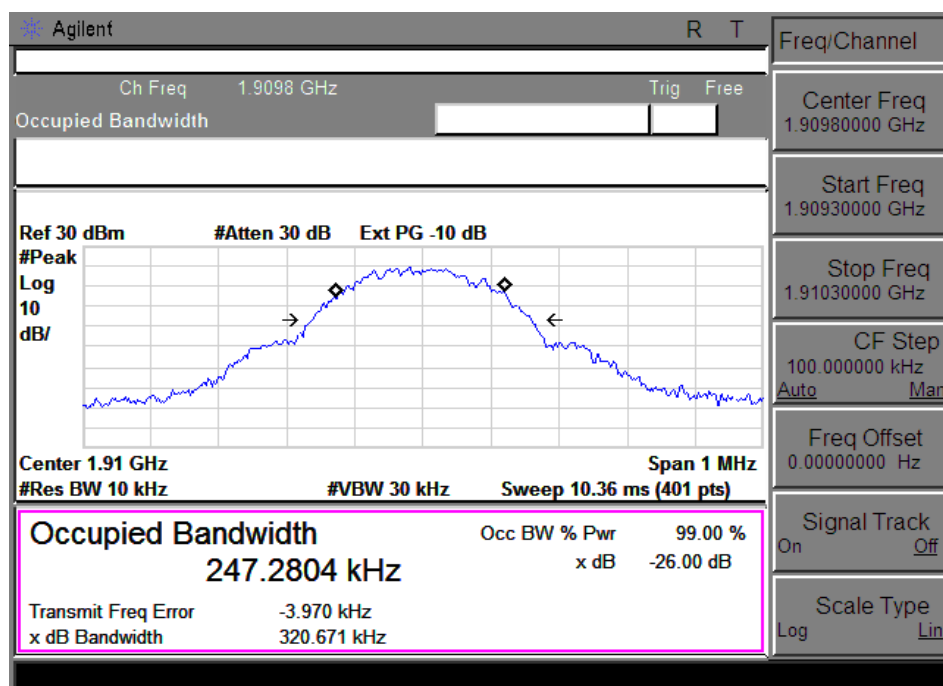 Agilent R T
Ch Freq 1.9098 GHz Trig Free
Occupied Bandwidth
Ref 30 dBm #Atten 30 dB Ext PG -10 dB
#Peak
Log
10
dB/
Center 1.91 GHz Span 1 MHz
#Res BW 10 kHz #VBW 30 kHz Sweep 10.36 ms (401 pts)
Occupied Bandwidth
247.2804 kHz
Occ BW % Pwr 99.00 %
x dB -26.00 dB
Transmit Freq Error -3.970 kHz
x dB Bandwidth 320.671 kHz
Freq/Channel
Center Freq
1.90980000 GHz
Start Freq
1.90930000 GHz
Stop Freq
1.91030000 GHz
CF Step
100.000000 kHz
Auto Man
Freq Offset
0.00000000 Hz
Signal Track
On Off
Scale Type
Log Lin